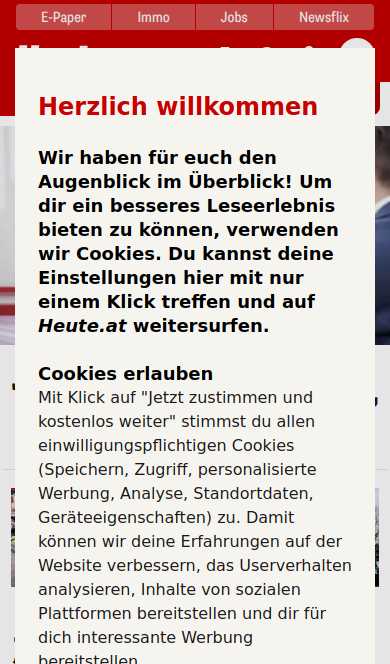 E-Paper
Immo
Jobs
Newsflix
Herzlich willkommen
Wir haben für euch den
Augenblick im Überblick! Um
dir ein besseres Leseerlebnis
bieten zu können, verwenden
wir Cookies. Du kannst deine
Einstellungen hier mit nur
einem Klick treffen und auf
Heute.at weitersurfen.
Cookies erlauben
Mit Klick auf "Jetzt zustimmen und
kostenlos weiter" stimmst du allen
einwilligungspflichtigen Cookies
(Speichern, Zugriff, personalisierte
Werbung, Analyse, Standortdaten,
Geräteeigenschaften) zu. Damit
können wir deine Erfahrungen auf der
Website verbessern, das Userverhalten
analysieren, Inhalte von sozialen
Plattformen bereitstellen und dir für
dich interessante Werbung
bereitstellen